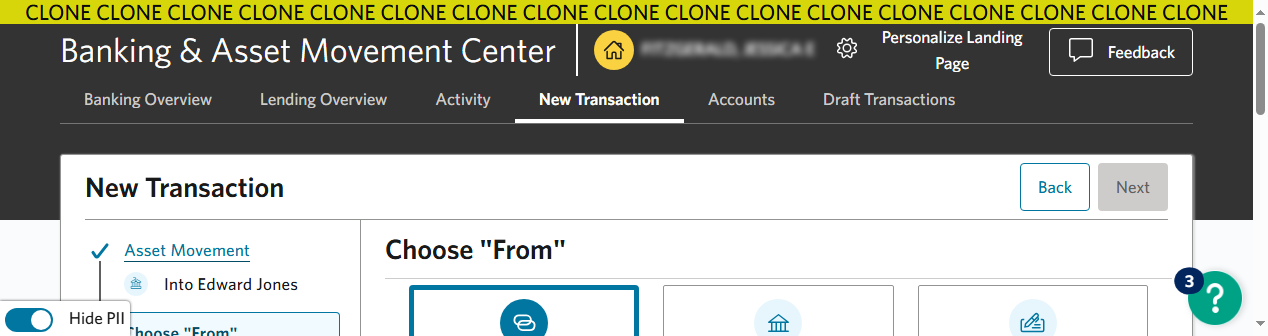 CLONE CLONE CLONE CLONE CLONE CLONE CLONE CLONE CLONE CLONE CLONE CLONE CLONE CLONE CLONE CLONE CLONE
Banking & Asset Movement Center
Personalize Landing
Page
Feedback
Banking Overview
Lending Overview
Activity
New Transaction
Accounts
Draft Transactions
New Transaction
Back
Next
Asset Movement
Into Edward Jones
Choose "From"
Choose "From"
Hide PII
3
?